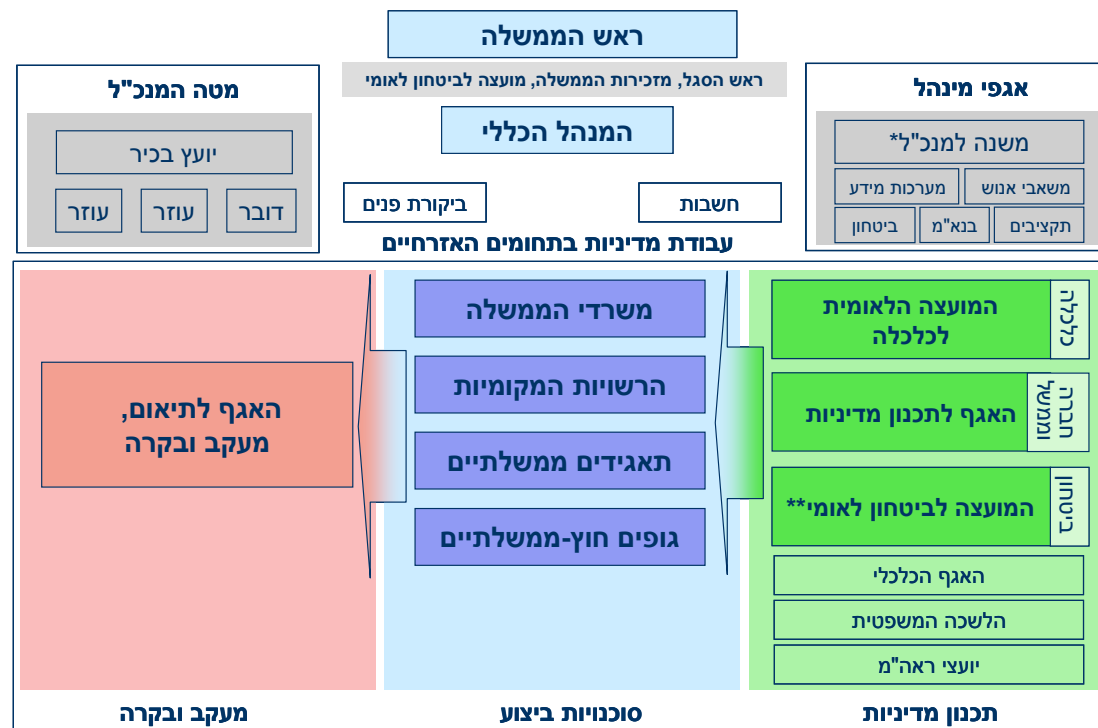 ראש הממשלה
ראש הסגל, מזכירות הממשלה, מועצה לביטחון לאומי
המנהל הכללי
אגפי מינהל
משנה למנכ"ל*
משאבי אנוש
מערכות מידע
תקציבים
בנא"מ
ביטחון
מטה המנכ"ל
יועץ בכיר
דובר
עוזר
עוזר
חשבות
ביקורת פנים
עבודת מדיניות בתחומים האזרחיים
כלכלה
המועצה הלאומית
לכלכלה
חברה
וממשל
האגף לתכנון מדיניות
ביטחון
המועצה לביטחון לאומי**
האגף הכלכלי
הלשכה המשפטית
יועצי ראה"מ
תכנון מדיניות
משרדי הממשלה
הרשויות המקומיות
תאגידים ממשלתיים
גופים חוץ-ממשלתיים
סוכנויות ביצוע
האגף לתיאום,
מעקב ובקרה
מעקב ובקרה